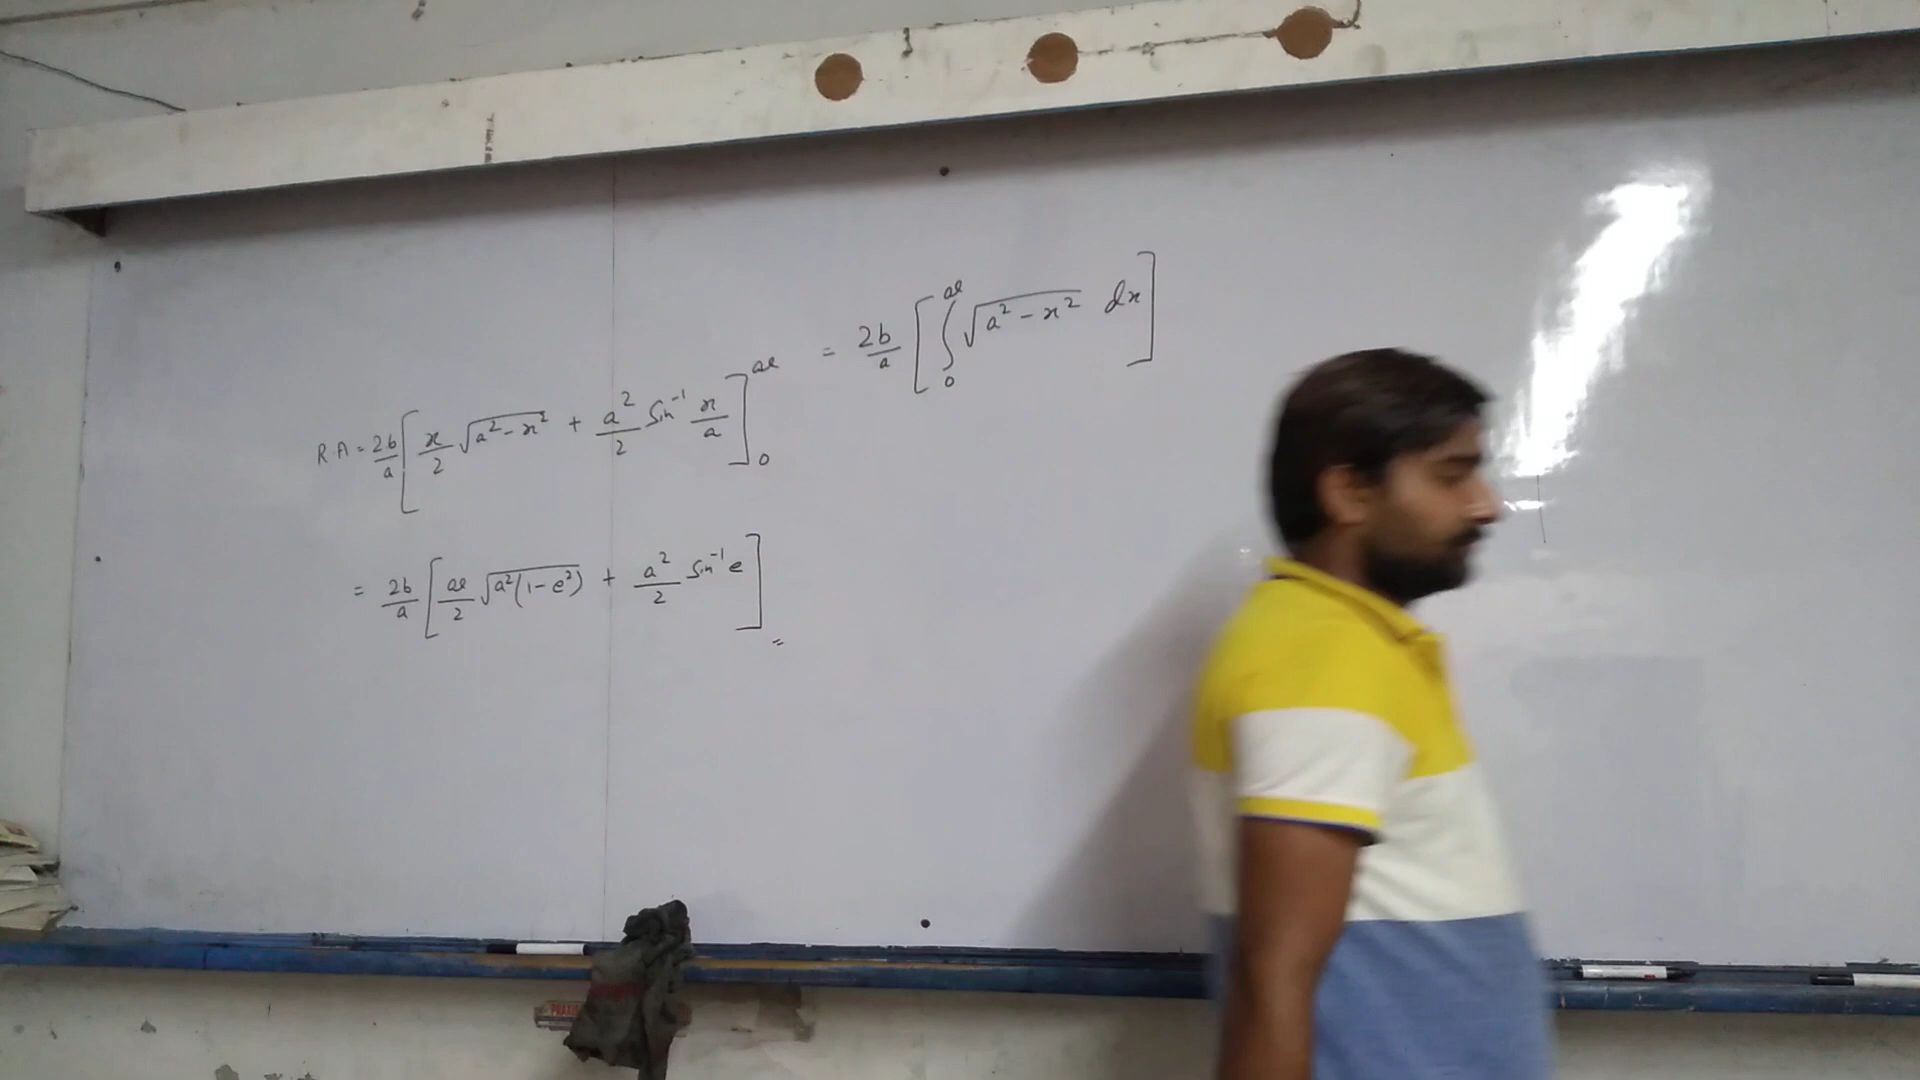 = 2b/a [ ∫₀^ae √(a² - x²) dx ]
R.A = 2b/a [ x/2 √(a² - x²) + a²/2 Sin⁻¹ x/a ]₀^ae
= 2b/a [ ae/2 √(a²(1 - e²)) + a²/2 Sin⁻¹ e ] =